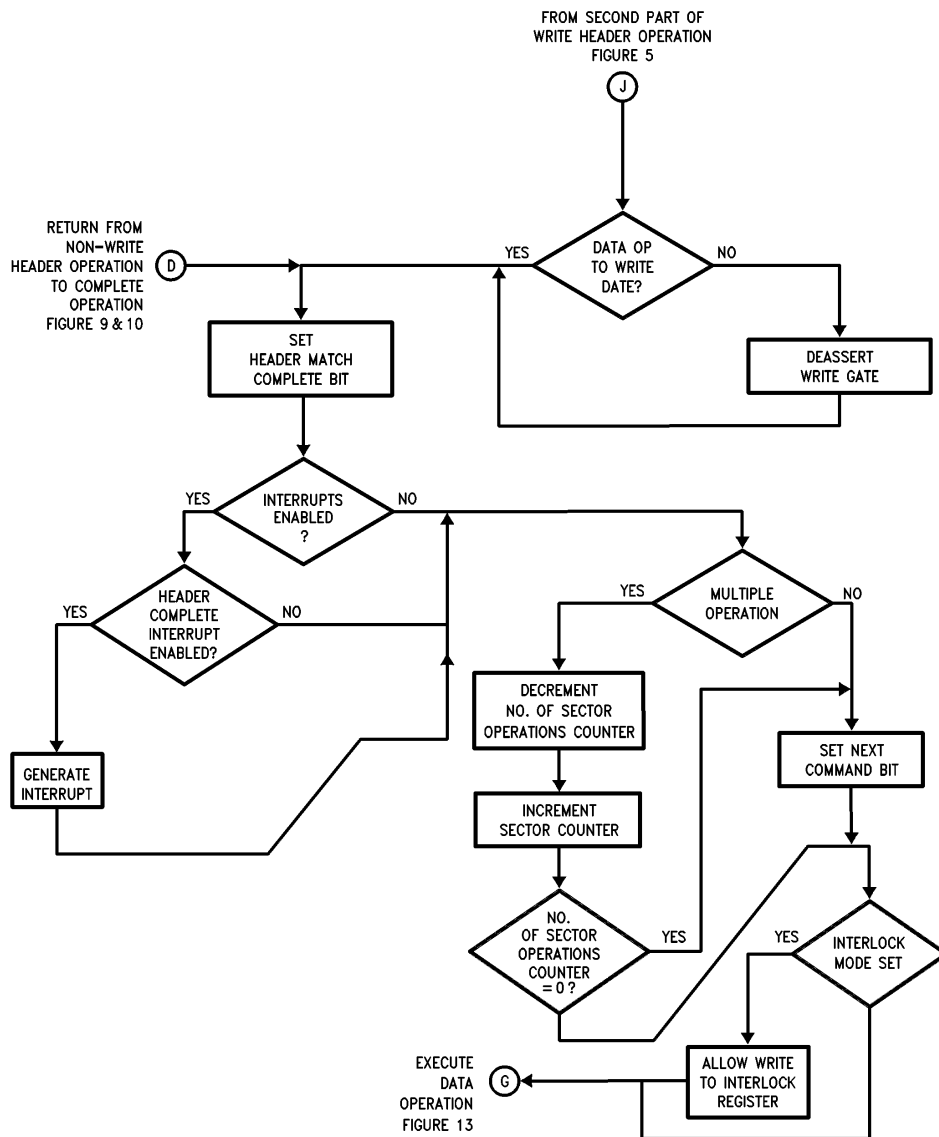 FROM SECOND PART OF
WRITE HEADER OPERATION
FIGURE 5
J
RETURN FROM
NON-WRITE
HEADER OPERATION
TO COMPLETE
OPERATION
FIGURE 9 & 10
D
YES
DATA OP
TO WRITE
DATE?
NO
SET
HEADER MATCH
COMPLETE BIT
DEASSERT
WRITE GATE
YES
INTERRUPTS
ENABLED
?
NO
YES
HEADER
COMPLETE
INTERRUPT
ENABLED?
NO
YES
MULTIPLE
OPERATION
NO
DECREMENT
NO. OF SECTOR
OPERATIONS COUNTER
SET NEXT
COMMAND BIT
GENERATE
INTERRUPT
INCREMENT
SECTOR COUNTER
NO.
OF SECTOR
OPERATIONS
COUNTER
=0?
YES
YES
INTERLOCK
MODE SET
ALLOW WRITE
TO INTERLOCK
REGISTER
EXECUTE
DATA
OPERATION
FIGURE 13
G